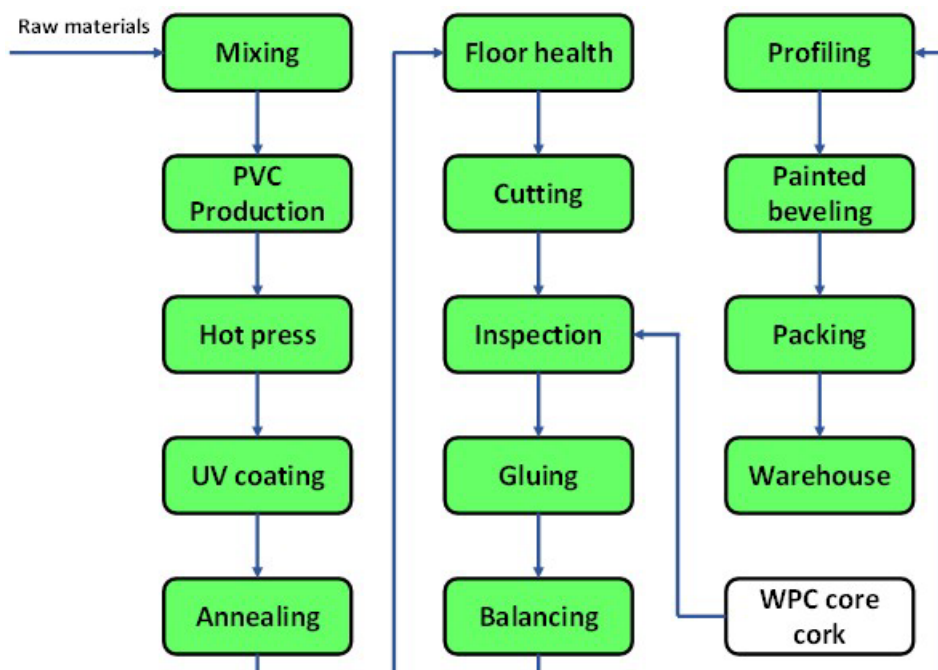 Raw materials
Mixing
PVC
Production
Hot press
UV coating
Annealing
Floor health
Cutting
Inspection
Gluing
Balancing
Profiling
Painted
beveling
Packing
Warehouse
WPC core
cork